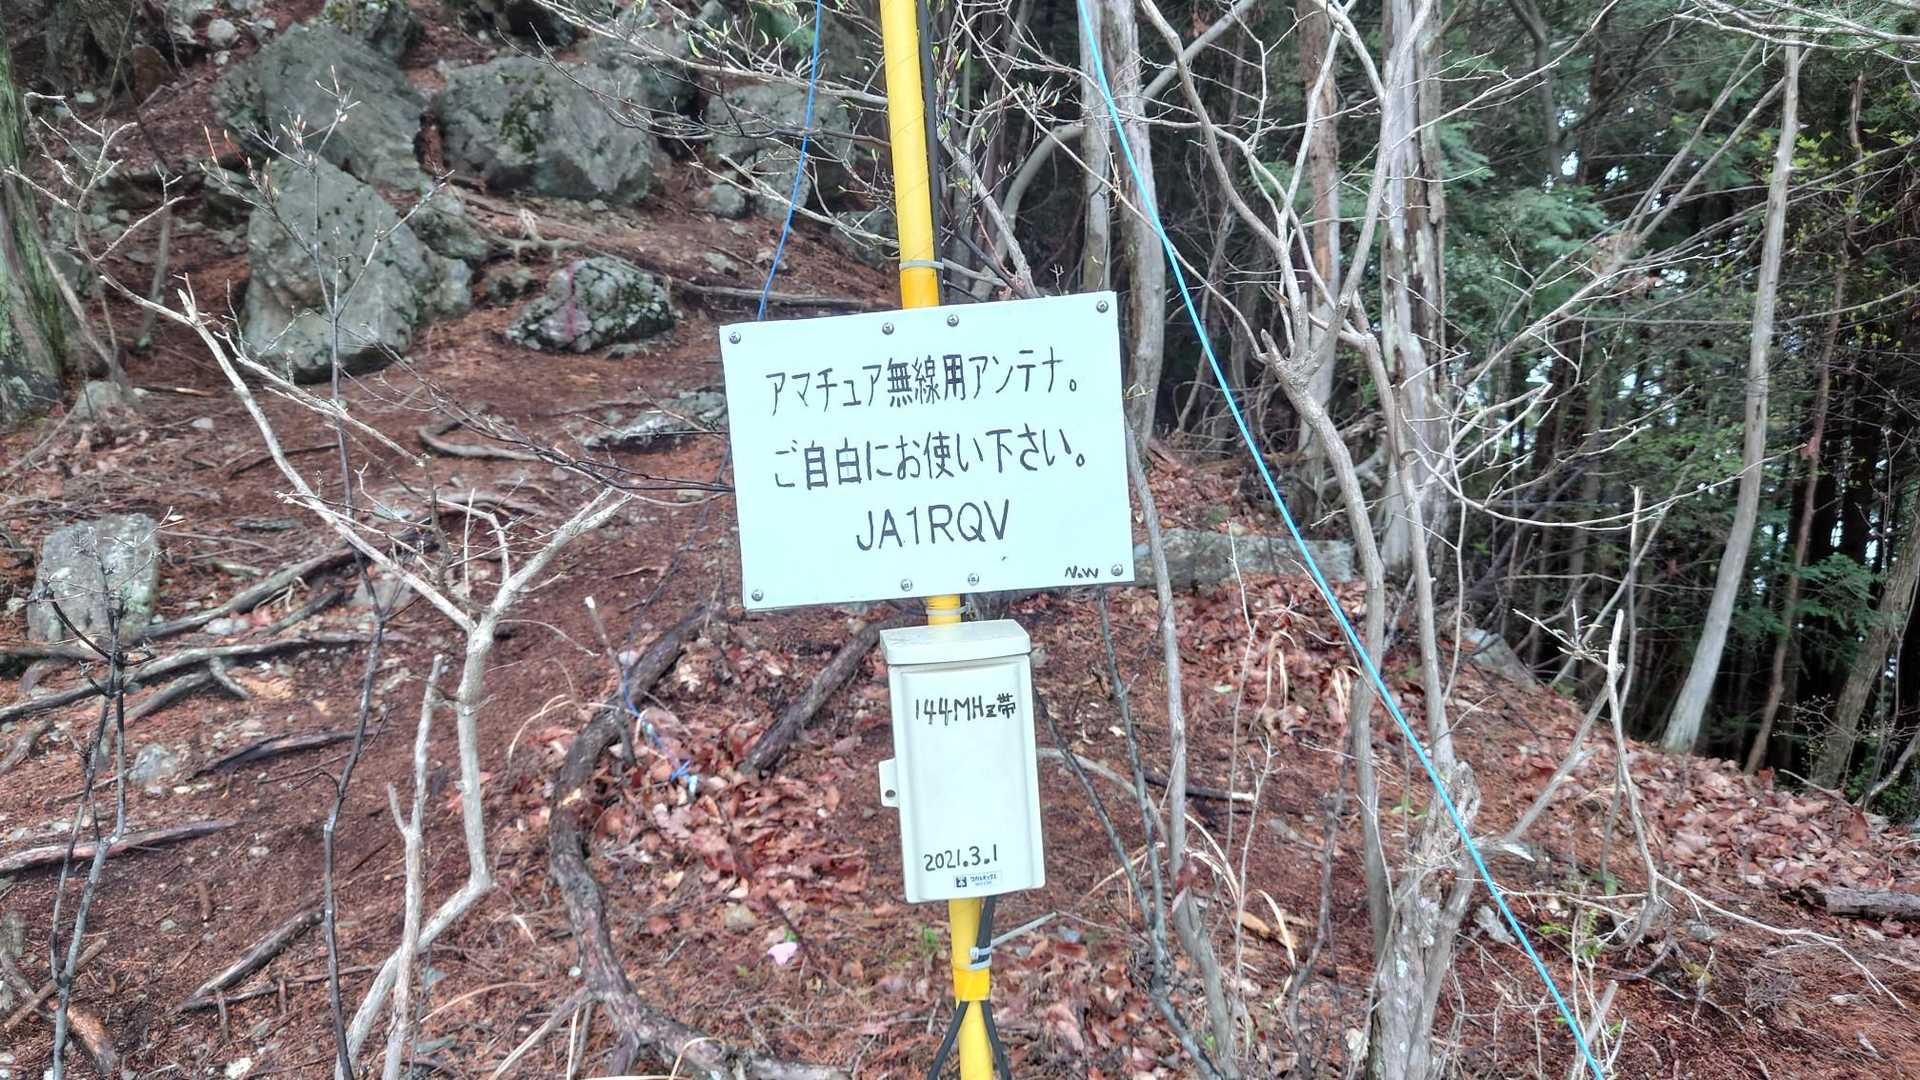 アマチュア無線用アンテナ。
ご自由にお使い下さい。
JA1RQV
N.W
144MHz帯
2021.3.1